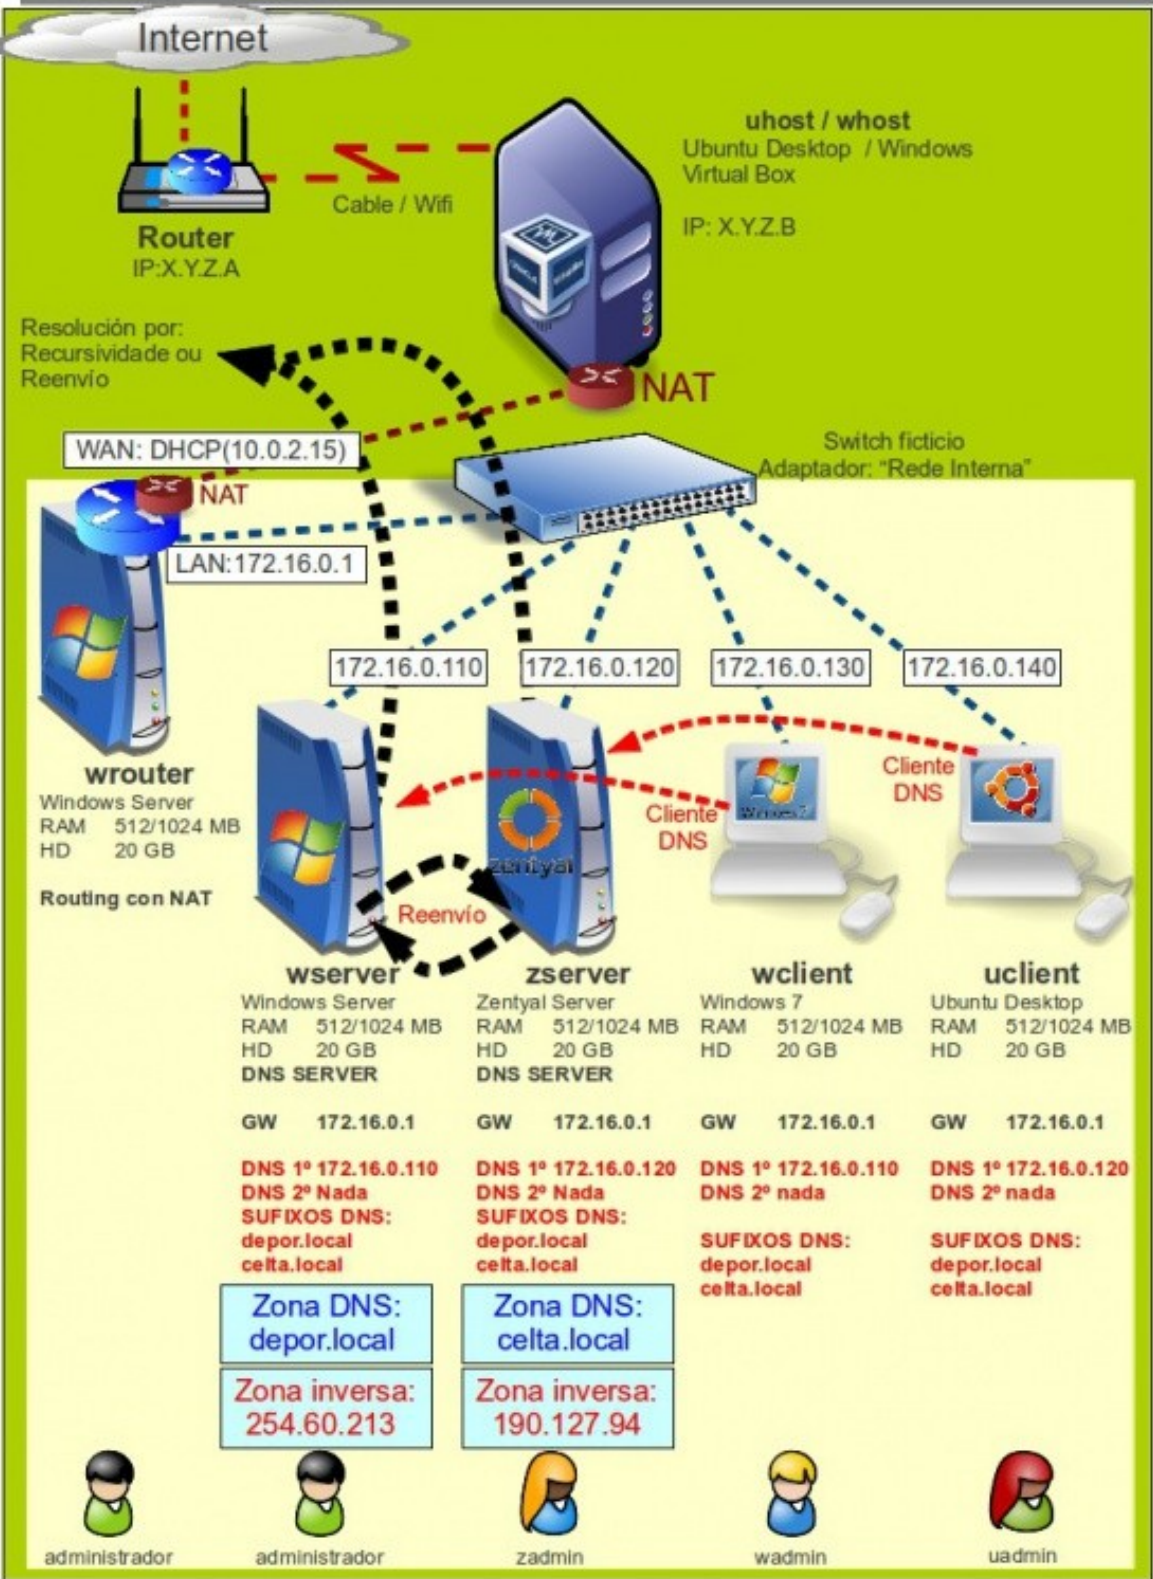 Internet
uhost / whost
Ubuntu Desktop / Windows
Virtual Box
IP: X.Y.Z.B
Cable / Wifi
Router
IP:X.Y.Z.A
Resolución por:
Recursividade ou
Reenvío
NAT
WAN: DHCP(10.0.2.15)
Switch ficticio
Adaptador: “Rede Interna”
NAT
LAN:172.16.0.1
172.16.0.110
172.16.0.120
172.16.0.130
172.16.0.140
wrouter
Windows Server
RAM 512/1024 MB
HD 20 GB
Routing con NAT
Cliente
DNS
Cliente
DNS
Windows 7
zentyal
Reenvío
wserver
Windows Server
RAM 512/1024 MB
HD 20 GB
DNS SERVER
GW 172.16.0.1
DNS 1º 172.16.0.110
DNS 2º Nada
SUFIXOS DNS:
depor.local
celta.local
Zona DNS:
depor.local
Zona inversa:
254.60.213
zserver
Zentyal Server
RAM 512/1024 MB
HD 20 GB
DNS SERVER
GW 172.16.0.1
DNS 1º 172.16.0.120
DNS 2º Nada
SUFIXOS DNS:
depor.local
celta.local
Zona DNS:
celta.local
Zona inversa:
190.127.94
wclient
Windows 7
RAM 512/1024 MB
HD 20 GB
GW 172.16.0.1
DNS 1º 172.16.0.110
DNS 2º nada
SUFIXOS DNS:
depor.local
celta.local
uclient
Ubuntu Desktop
RAM 512/1024 MB
HD 20 GB
GW 172.16.0.1
DNS 1º 172.16.0.120
DNS 2º nada
SUFIXOS DNS:
depor.local
celta.local
administrador
administrador
zadmin
wadmin
uadmin